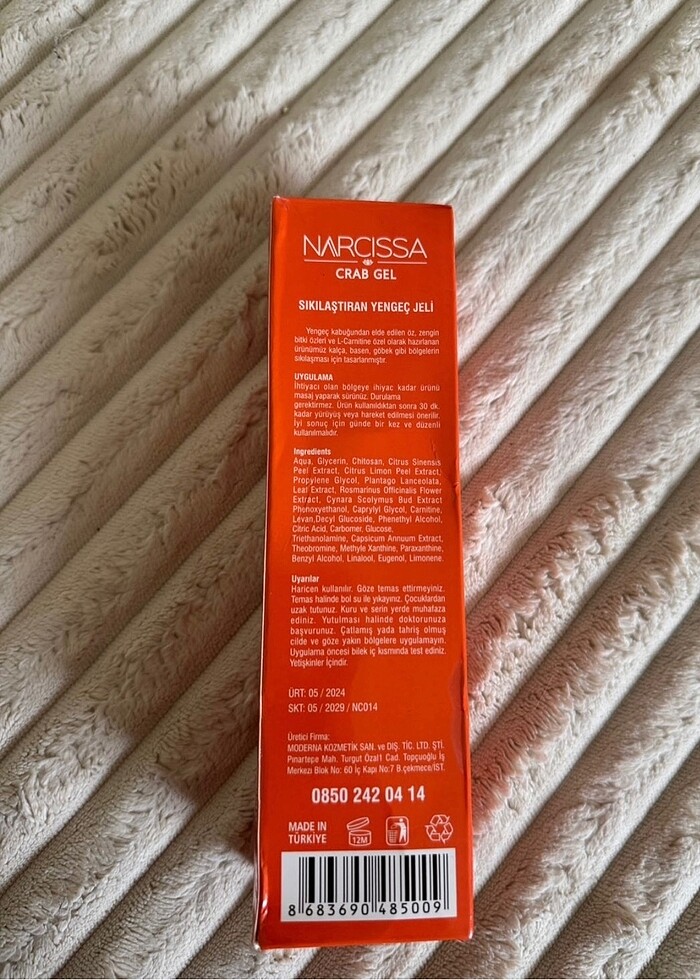 NARCISSA
CRAB GEL
SIKILAŞTIRAN YENGEÇ JELİ
Yengeç kabuğundan elde edilen öz, zengin
bitki özleri ve L-Carnitine özel olarak hazırlanan
ürünümüz kalça, basen, göbek gibi bölgelerin
sıkılaşması için tasarlanmıştır.
UYGULAMA
İhtiyacı olan bölgeye ihiyac kadar ürünü
masaj yaparak sürünüz. Durulama
gerektirmez. Ürün kullanıldıktan sonra 30 dk.
kadar yürüyüş veya hareket edilmesi önerilir.
İyi sonuç için günde bir kez ve düzenli
kullanılmalıdır.
Ingredients
Aqua, Glycerin, Chitosan, Citrus Sinensis
Peel Extract, Citrus Limon Peel Extract,
Propylene Glycol, Plantago Lanceolata,
Leaf Extract, Rosmarinus Officinalis Flower
Extract, Cynara Scolymus Bud Extract
Phonoxyethanol, Caprylyl Glycol, Carnitine,
Levan,Decyl Glucoside, Phenethyl Alcohol,
Citric Acid, Carbomer, Glucose,
Triethanolamine, Capsicum Annuum Extract,
Theobromine, Methyle Xanthine, Paraxanthine,
Benzyl Alcohol, Linalool, Eugenol, Limonene.
Uyarılar
Haricen kullanılır. Göze temas ettirmeyiniz.
Temas halinde bol su ile yıkayınız. Çocuklardan
uzak tutunuz. Kuru ve serin yerde muhafaza
ediniz. Yutulması halinde doktorunuza
başvurunuz. Çatlamış yada tahriş olmuş
cilde ve göze yakın bölgelere uygulamayın.
Uygulama öncesi bilek iç kısmında test ediniz.
Yetişkinler İçindir.
ÜRT: 05 / 2024
SKT: 05 / 2029 / NC014
Üretici Firma:
MODERNA KOZMETİK SAN. ve DIŞ. TİC. LTD. ŞTİ.
Pınartepe Mah. Turgut Özal1 Cad. Topçuoğlu İş
Merkezi Blok No: 60 İç Kapı No:7 B.çekmece/İST.
0850 242 04 14
MADE IN
TÜRKİYE
12M
8 683690 485009